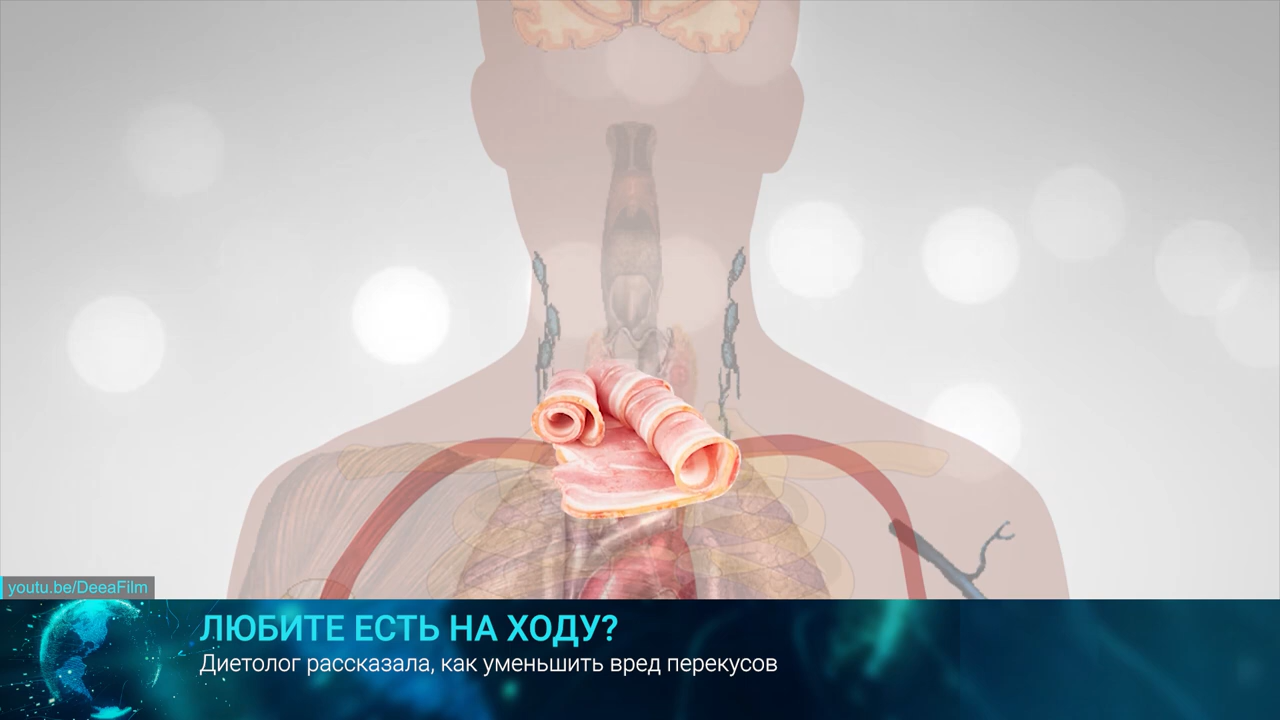 youtu.be/DeeaFilm
ЛЮБИТЕ ЕСТЬ НА ХОДУ?
Диетолог рассказала, как уменьшить вред перекусов